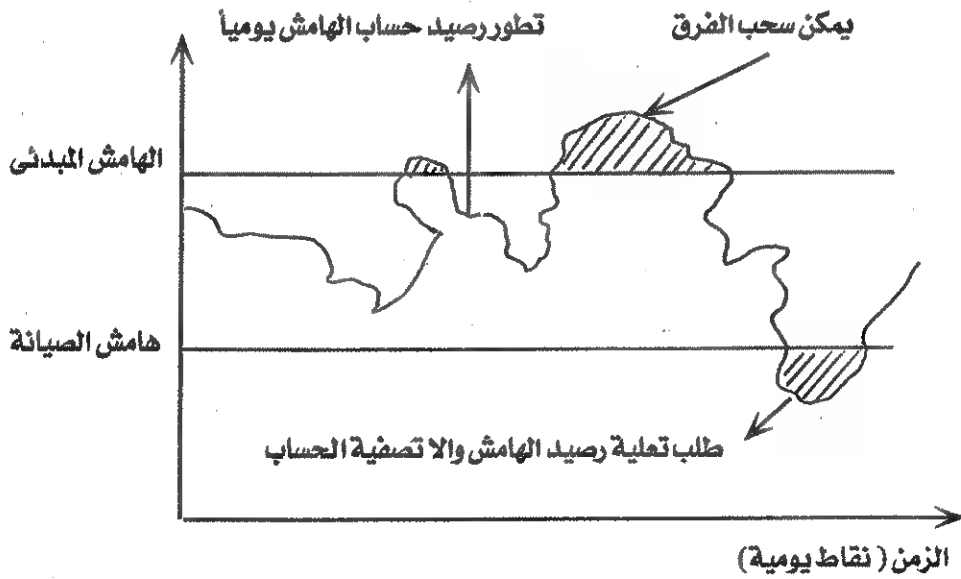 يمكن سحب الفرق
تطور رصيد حساب الهامش يومياً
الهامش المبدئى
هامش الصيانة
طلب تعلية رصيد الهامش والا تصفية الحساب
الزمن ( نقاط يومية)